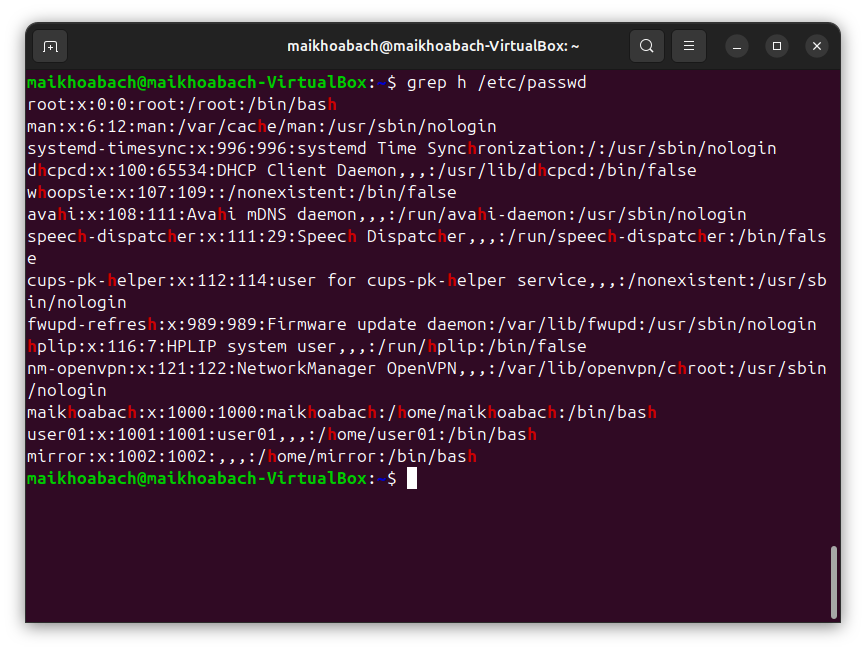 maikhoabach@maikhoabach-VirtualBox: ~
maikhoabach@maikhoabach-VirtualBox:~$ grep h /etc/passwd
root:x:0:0:root:/root:/bin/bash
man:x:6:12:man:/var/cache/man:/usr/sbin/nologin
systemd-timesync:x:996:996:systemd Time Synchronization:/:/usr/sbin/nologin
dhcpcd:x:100:65534:DHCP Client Daemon,,,:/usr/lib/dhcpcd:/bin/false
whoopsie:x:107:109::/nonexistent:/bin/false
avahi:x:108:111:Avahi mDNS daemon,,,:/run/avahi-daemon:/usr/sbin/nologin
speech-dispatcher:x:111:29:Speech Dispatcher,,,:/run/speech-dispatcher:/bin/fals
e
cups-pk-helper:x:112:114:user for cups-pk-helper service,,,:/nonexistent:/usr/sb
in/nologin
fwupd-refresh:x:989:989:Firmware update daemon:/var/lib/fwupd:/usr/sbin/nologin
hplip:x:116:7:HPLIP system user,,,:/run/hplip:/bin/false
nm-openvpn:x:121:122:NetworkManager OpenVPN,,,:/var/lib/openvpn/chroot:/usr/sbin
/nologin
maikhoabach:x:1000:1000:maikhoabach:/home/maikhoabach:/bin/bash
user01:x:1001:1001:user01,,,:/home/user01:/bin/bash
mirror:x:1002:1002:,,,:/home/mirror:/bin/bash
maikhoabach@maikhoabach-VirtualBox:~$